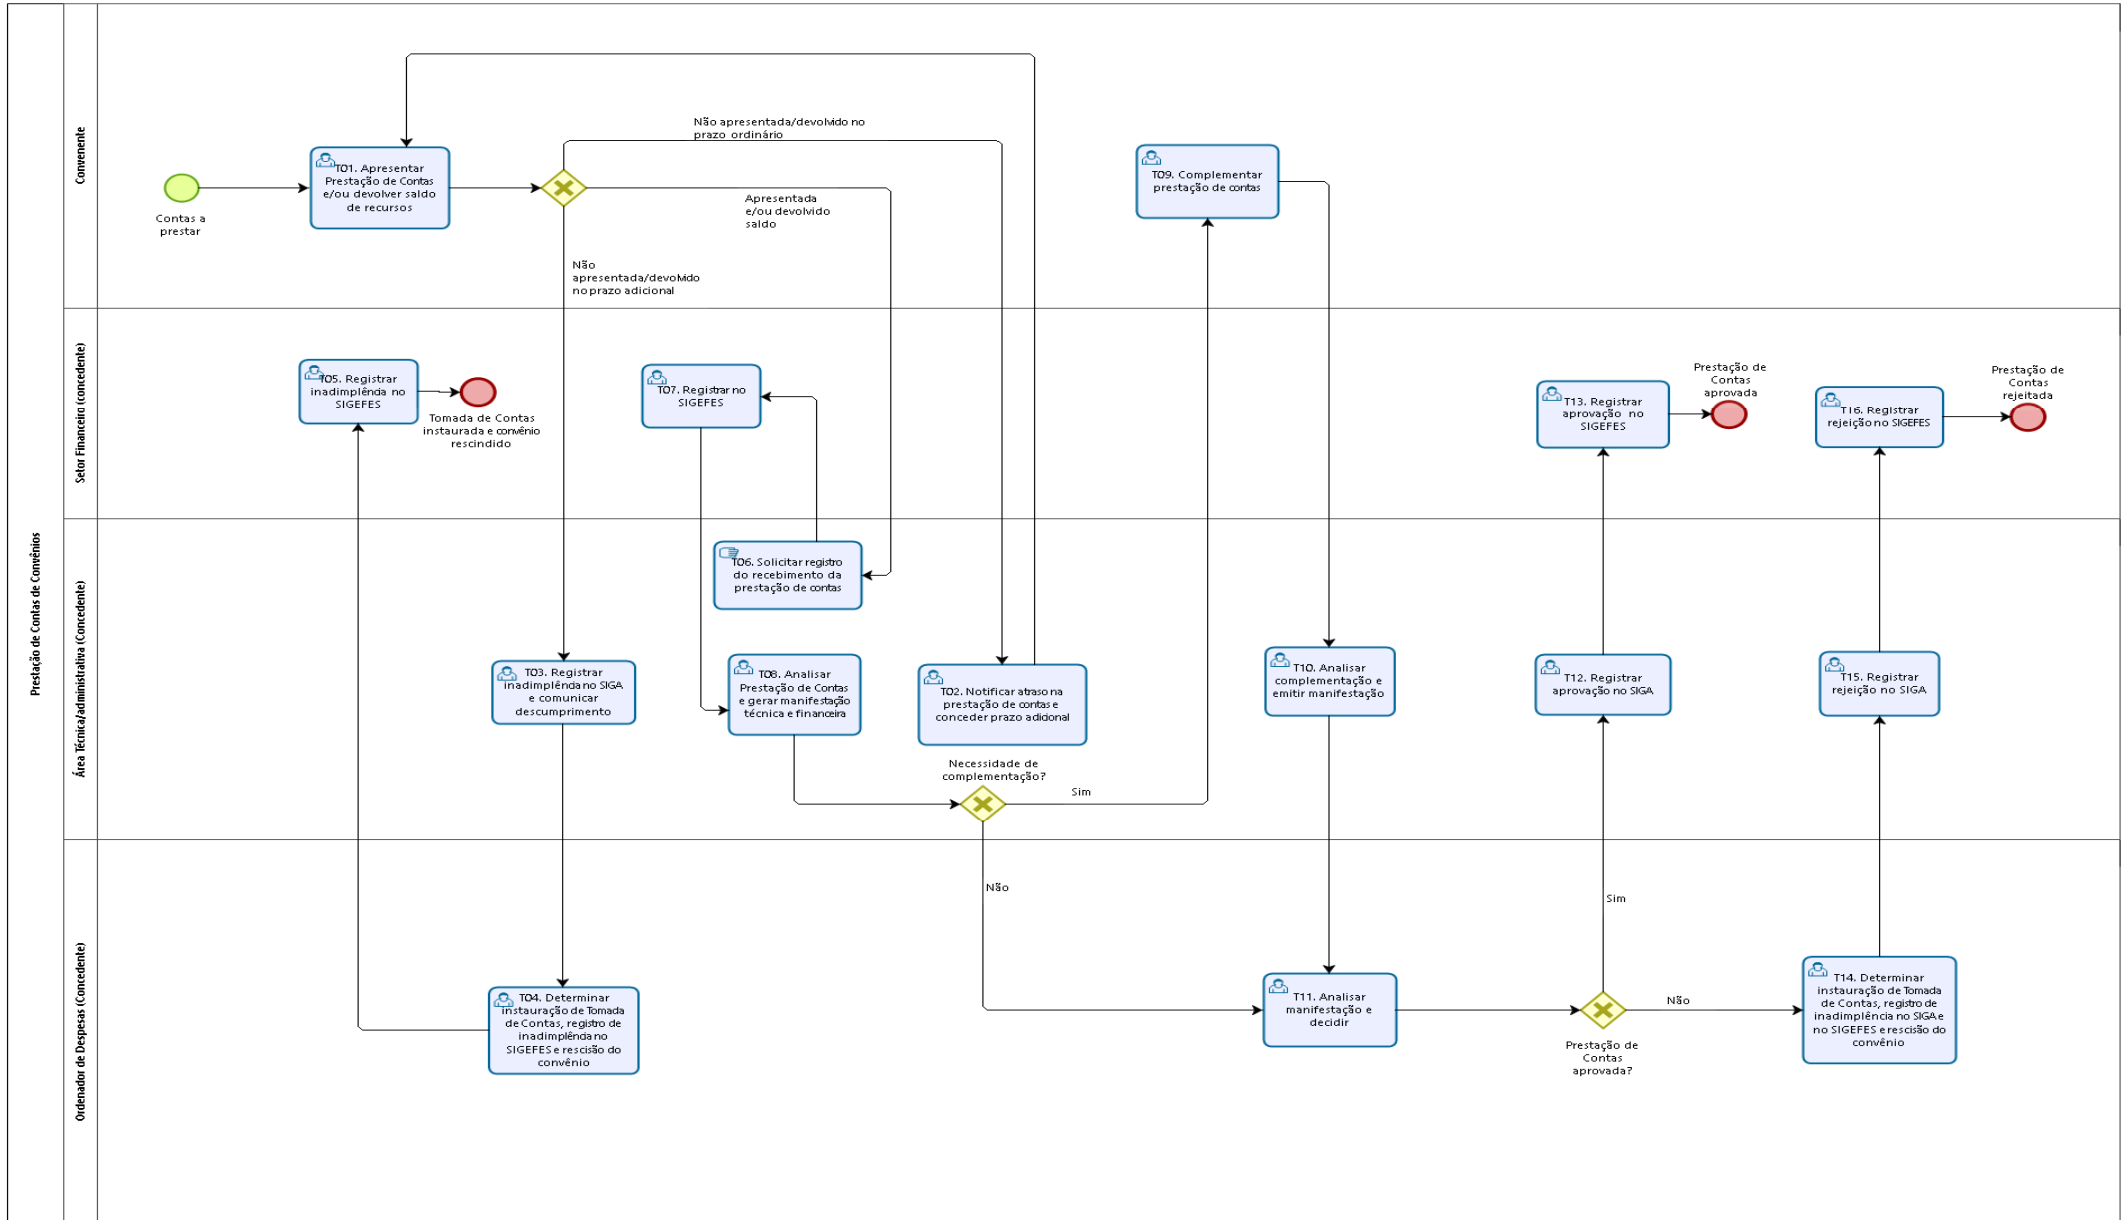 Prestação de Contas de Convênios
Convenente
Contas a
prestar
T01. Apresentar
Prestação de Contas
e/ou devolver saldo
de recursos
Não apresentada/devolvido no
prazo ordinário
Apresentada
e/ou devolvido
saldo
Não
apresentada/devolvido
no prazo adicional
T09. Complementar
prestação de contas
Setor Financeiro (concedente)
T05. Registrar
inadimplência no
SIGEFES
Tomada de Contas
instaurada e convênio
rescindido
T07. Registrar no
SIGEFES
T13. Registrar
aprovação no
SIGEFES
Prestação de
Contas
aprovada
T16. Registrar
rejeição no SIGEFES
Prestação de
Contas
rejeitada
Área Técnica/administrativa (Concedente)
T03. Registrar
inadimplência no SIGA
e comunicar
descumprimento
T06. Solicitar registro
do recebimento da
prestação de contas
T08. Analisar
Prestação de Contas
e gerar manifestação
técnica e financeira
T02. Notificar atraso na
prestação de contas e
conceder prazo adicional
Necessidade de
complementação?
Sim
Não
T10. Analisar
complementação e
emitir manifestação
T12. Registrar
aprovação no SIGA
T15. Registrar
rejeição no SIGA
Ordenador de Despesas (Concedente)
T04. Determinar
instauração de Tomada
de Contas, registro de
inadimplência no
SIGEFES e rescisão do
convênio
T11. Analisar
manifestação e
decidir
Sim
Prestação de
Contas
aprovada?
Não
T14. Determinar
instauração de Tomada
de Contas, registro de
inadimplência no SIGA e
no SIGEFES e rescisão do
convênio